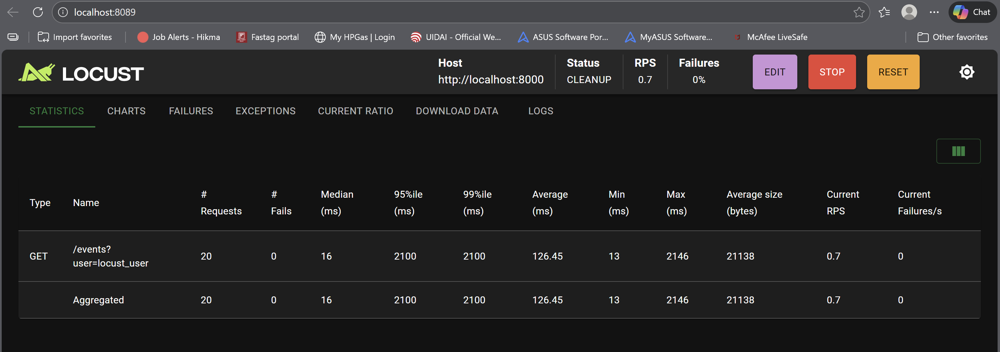 localhost:8089
Chat
Import favorites
Job Alerts - Hikma
Fastag portal
My HPGas | Login
UIDAI - Official We...
ASUS Software Por...
MyASUS Software...
McAfee LiveSafe
Other favorites
LOCUST
Host
http://localhost:8000
Status
CLEANUP
RPS
0.7
Failures
0%
EDIT
STOP
RESET
STATISTICS CHARTS FAILURES EXCEPTIONS CURRENT RATIO DOWNLOAD DATA LOGS
Type
Name
# Requests
# Fails
Median (ms)
95%ile (ms)
99%ile (ms)
Average (ms)
Min (ms)
Max (ms)
Average size (bytes)
Current RPS
Current Failures/s
GET /events?user=locust_user 20 0 16 2100 2100 126.45 13 2146 21138 0.7 0
Aggregated 20 0 16 2100 2100 126.45 13 2146 21138 0.7 0